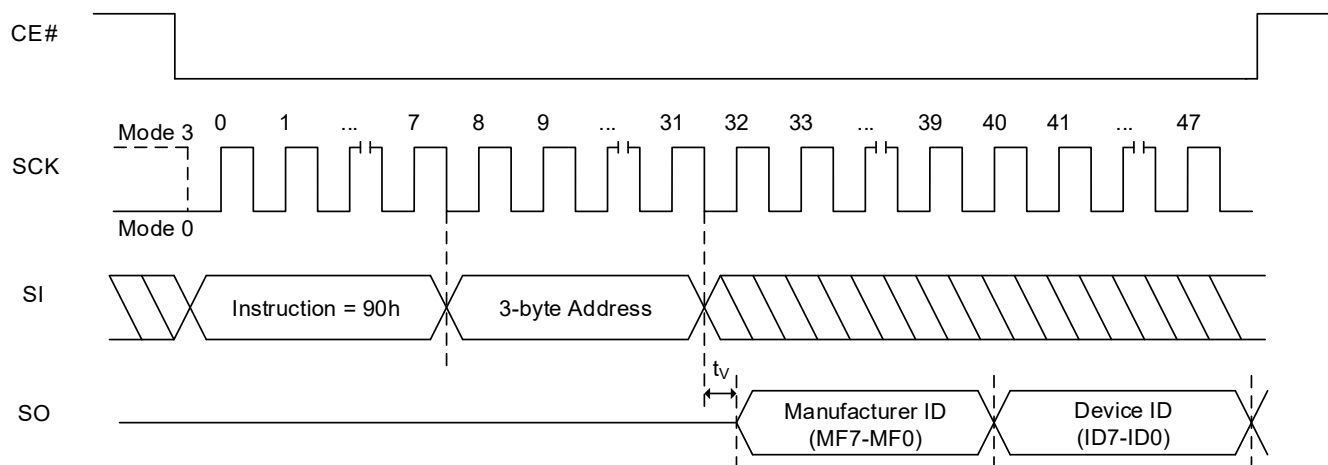 CE#
0 1 ... 7 8 9 ... 31 32 33 ... 39 40 41 ... 47
Mode 3
SCK
Mode 0
SI
Instruction = 90h
3-byte Address
tV
SO
Manufacturer ID
(MF7-MF0)
Device ID
(ID7-ID0)